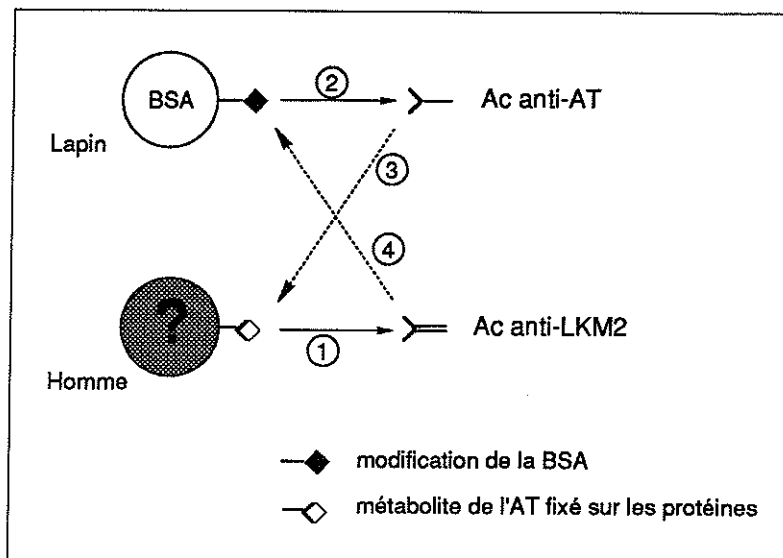 BSA
②
Ac anti-AT
Lapin
③
④
?
①
Ac anti-LKM2
Homme
modification de la BSA
métabolite de l'AT fixé sur les protéines